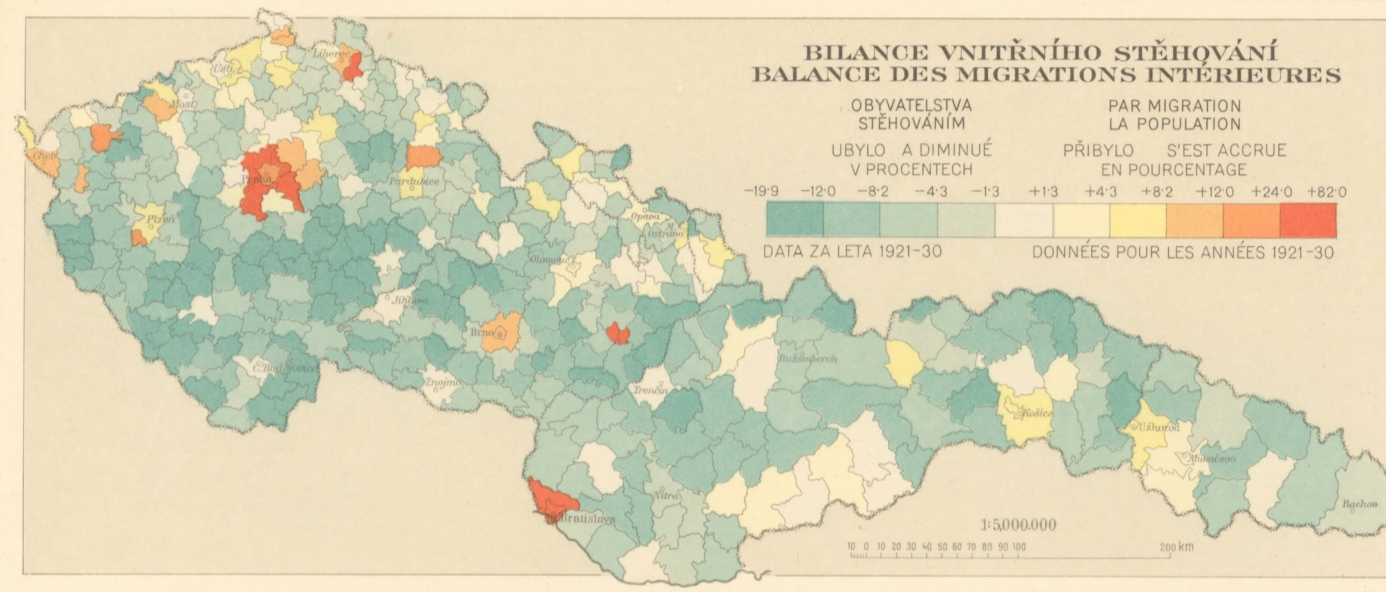 BILANCE VNITŘNÍHO STĚHOVÁNÍ
BALANCE DES MIGRATIONS INTÉRIEURES
OBYVATELSTVA
STĚHOVÁNÍM
UBYLO A DIMINUÉ
V PROCENTECH
PAR MIGRATION
LA POPULATION
PŘIBYLO S'EST ACCRUE
EN POURCENTAGE
-19·9 -12·0 -8·2 -4·3 -1·3 +1·3 +4·3 +8·2 +12·0 +24·0 +82·0
DATA ZA LETA 1921-30
DONNÉES POUR LES ANNÉES 1921-30
Liberec
Ústí
Most
Cheb
Praha
Pardubice
Plzeň
Opava
M. Ostrava
Olomouc
Jihlava
Brno
Č. Budějovice
Znojmo
Ružomberok
Trenčín
Košice
Užhorod
Mukačevo
Nitra
Bratislava
Rachov
1:5,000.000
10 0 10 20 30 40 50 60 70 80 90 100 200 km